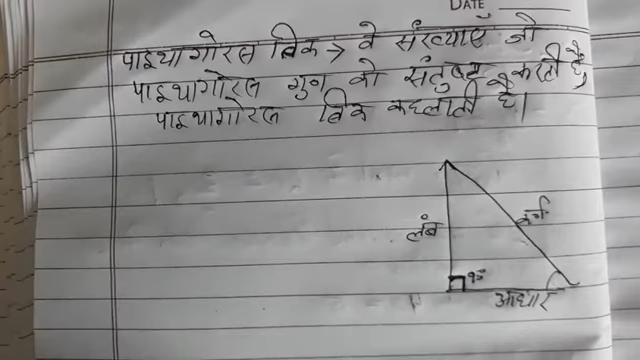 DATE
पाइथागोरस त्रिक → वे संख्याएँ जो
पाइथागोरस गुण को संतुष्ट करती है,
पाइथागोरस त्रिक कहलाती है।
लंब
कर्ण
90°
आधार